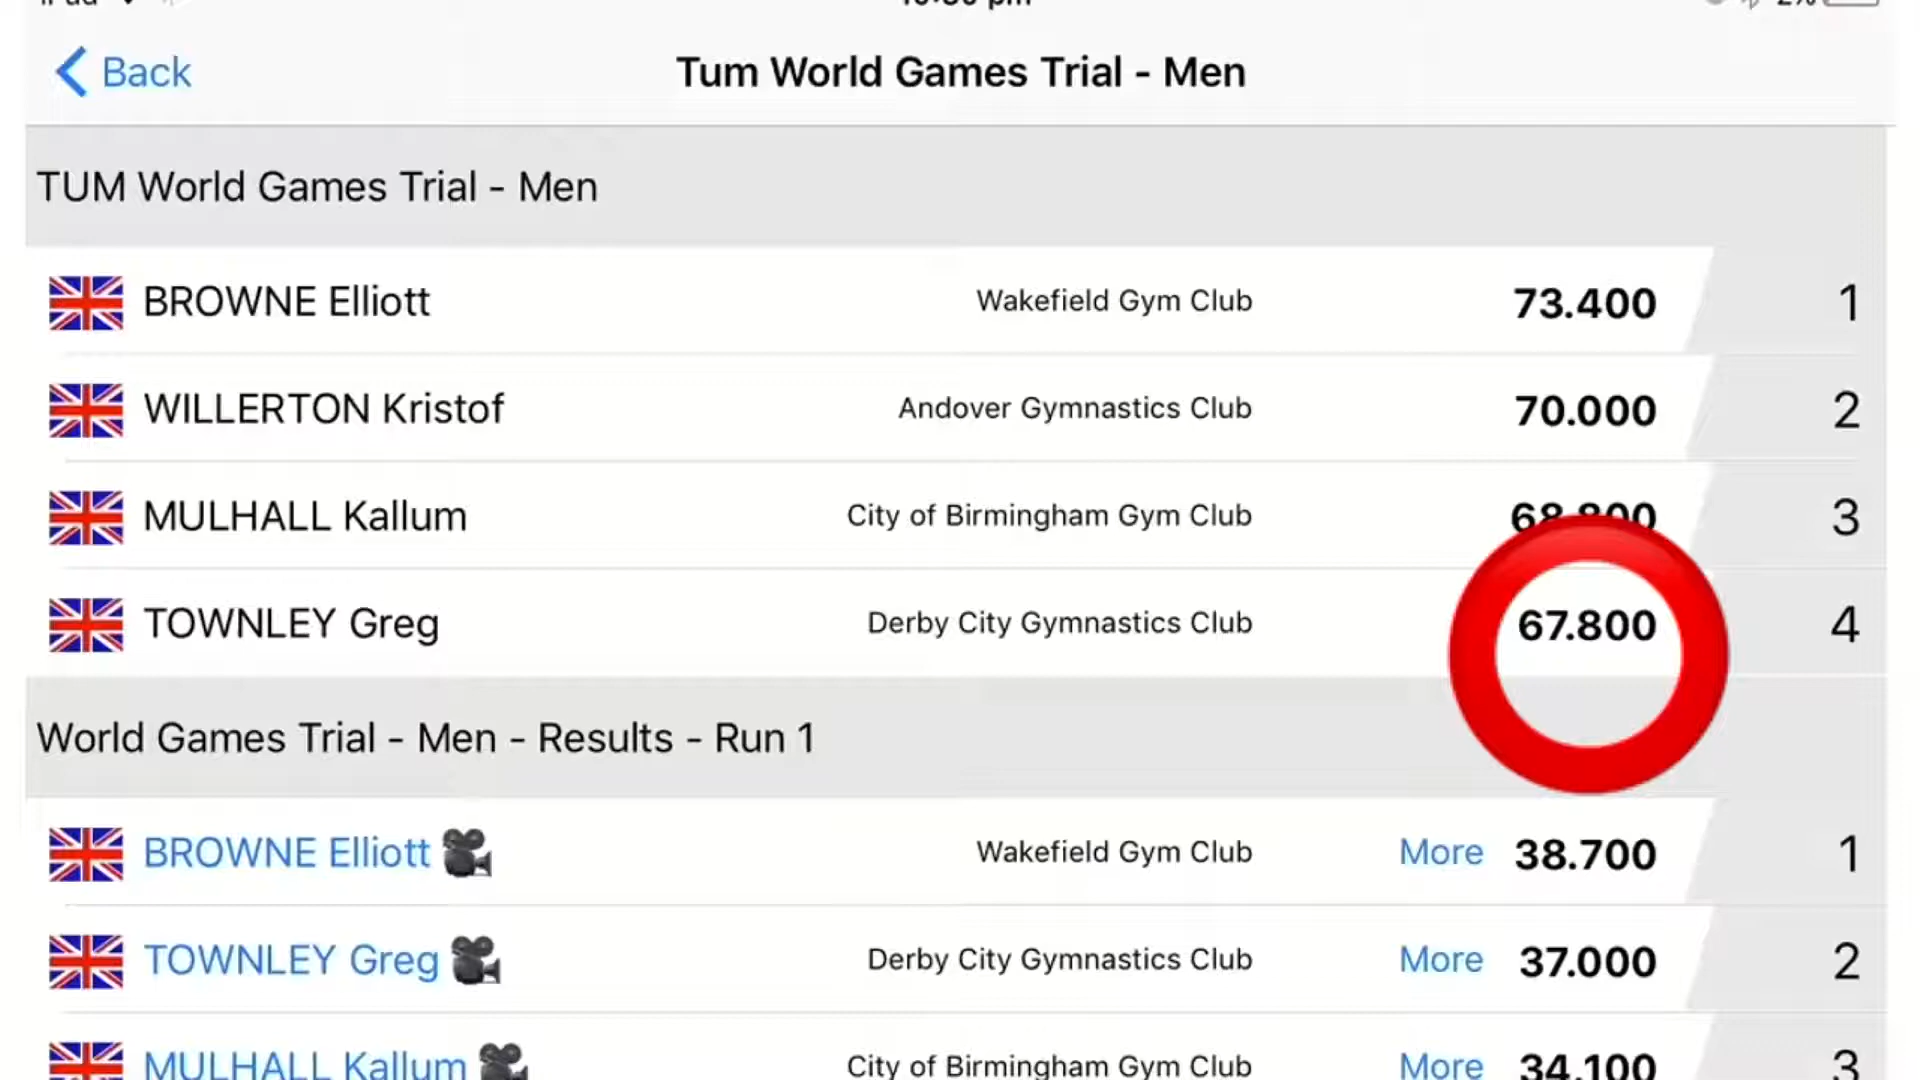 Back
Tum World Games Trial - Men
TUM World Games Trial - Men
BROWNE Elliott Wakefield Gym Club 73.400 1
WILLERTON Kristof Andover Gymnastics Club 70.000 2
MULHALL Kallum City of Birmingham Gym Club 3
TOWNLEY Greg Derby City Gymnastics Club 67.800 4
World Games Trial - Men - Results - Run 1
BROWNE Elliott Wakefield Gym Club More 38.700 1
TOWNLEY Greg Derby City Gymnastics Club More 37.000 2
MULHALL Kallum City of Birmingham Gym Club More 34.100 3